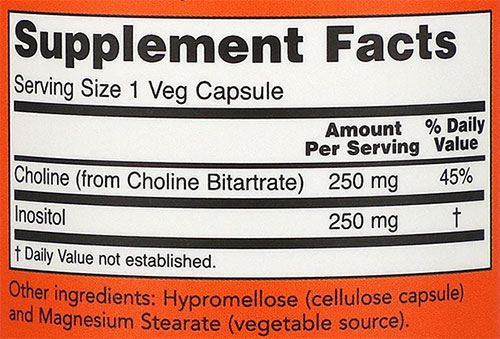 Supplement Facts
Serving Size 1 Veg Capsule
Amount Per Serving % Daily Value
Choline (from Choline Bitartrate) 250 mg 45%
Inositol 250 mg †
† Daily Value not established.
Other ingredients: Hypromellose (cellulose capsule)
and Magnesium Stearate (vegetable source).